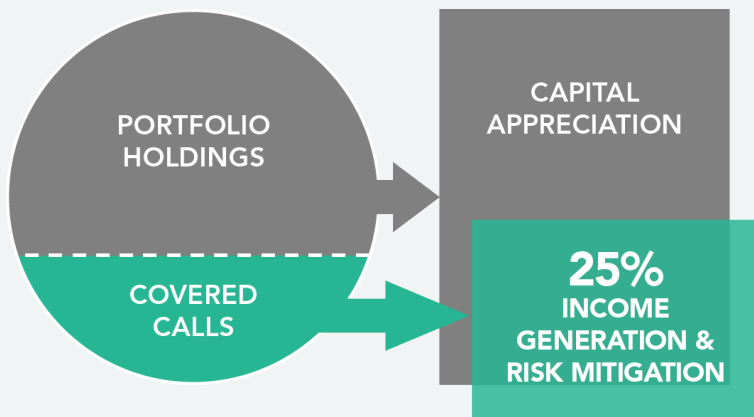 PORTFOLIO
HOLDINGS
COVERED
CALLS
CAPITAL
APPRECIATION
25%
INCOME
GENERATION &
RISK MITIGATION